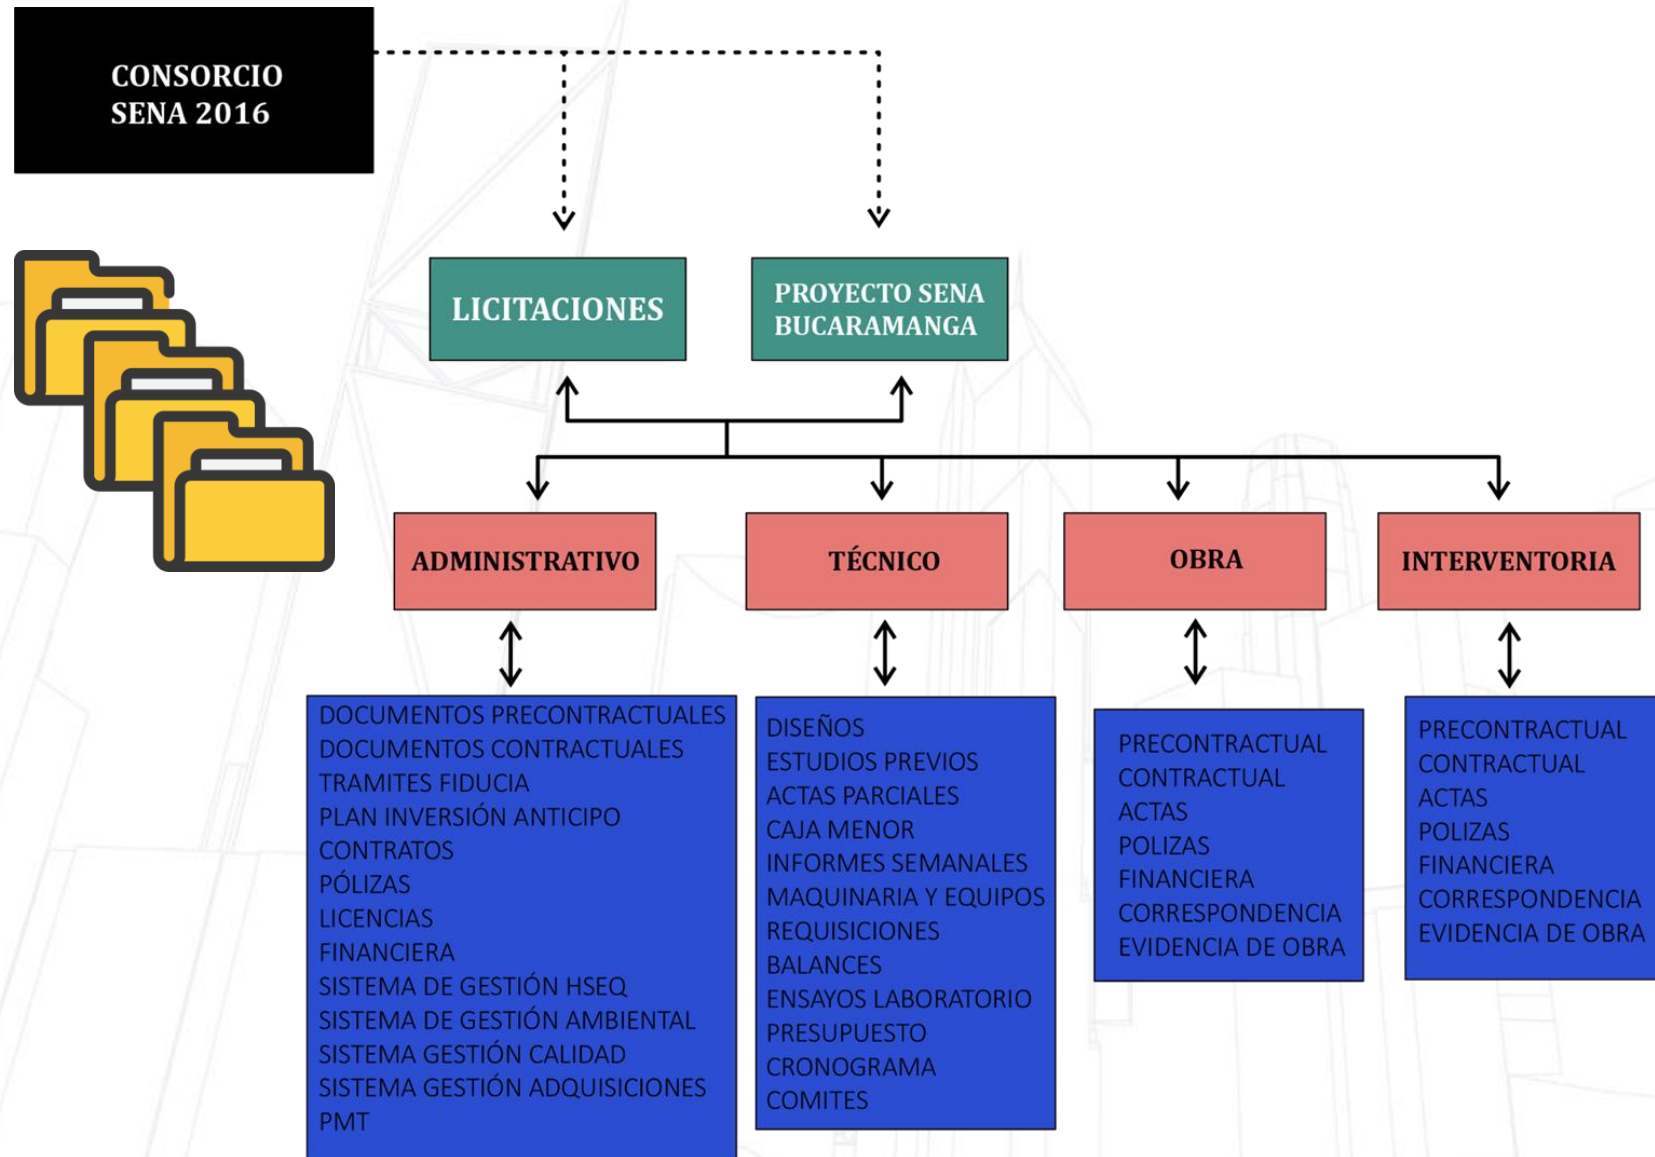 CONSORCIO
SENA 2016
LICITACIONES
PROYECTO SENA
BUCARAMANGA
ADMINISTRATIVO
TÉCNICO
OBRA
INTERVENTORIA
DOCUMENTOS PRECONTRACTUALES
DOCUMENTOS CONTRACTUALES
TRAMITES FIDUCIA
PLAN INVERSIÓN ANTICIPO
CONTRATOS
PÓLIZAS
LICENCIAS
FINANCIERA
SISTEMA DE GESTIÓN HSEQ
SISTEMA DE GESTIÓN AMBIENTAL
SISTEMA GESTIÓN CALIDAD
SISTEMA GESTIÓN ADQUISICIONES
PMT
DISEÑOS
ESTUDIOS PREVIOS
ACTAS PARCIALES
CAJA MENOR
INFORMES SEMANALES
MAQUINARIA Y EQUIPOS
REQUISICIONES
BALANCES
ENSAYOS LABORATORIO
PRESUPUESTO
CRONOGRAMA
COMITES
PRECONTRACTUAL
CONTRACTUAL
ACTAS
POLIZAS
FINANCIERA
CORRESPONDENCIA
EVIDENCIA DE OBRA
PRECONTRACTUAL
CONTRACTUAL
ACTAS
POLIZAS
FINANCIERA
CORRESPONDENCIA
EVIDENCIA DE OBRA